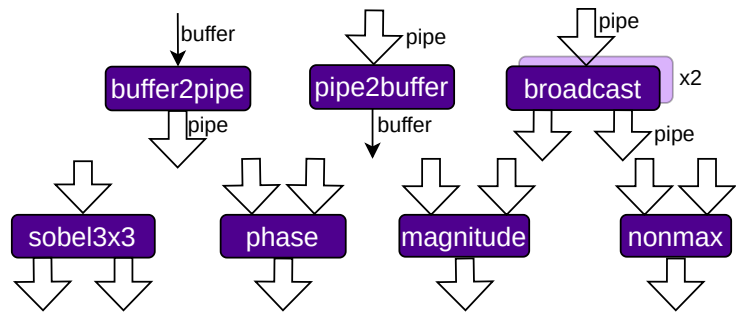 buffer
buffer2pipe
pipe
pipe
pipe2buffer
buffer
pipe
broadcast
x2
pipe
sobel3x3
phase
magnitude
nonmax